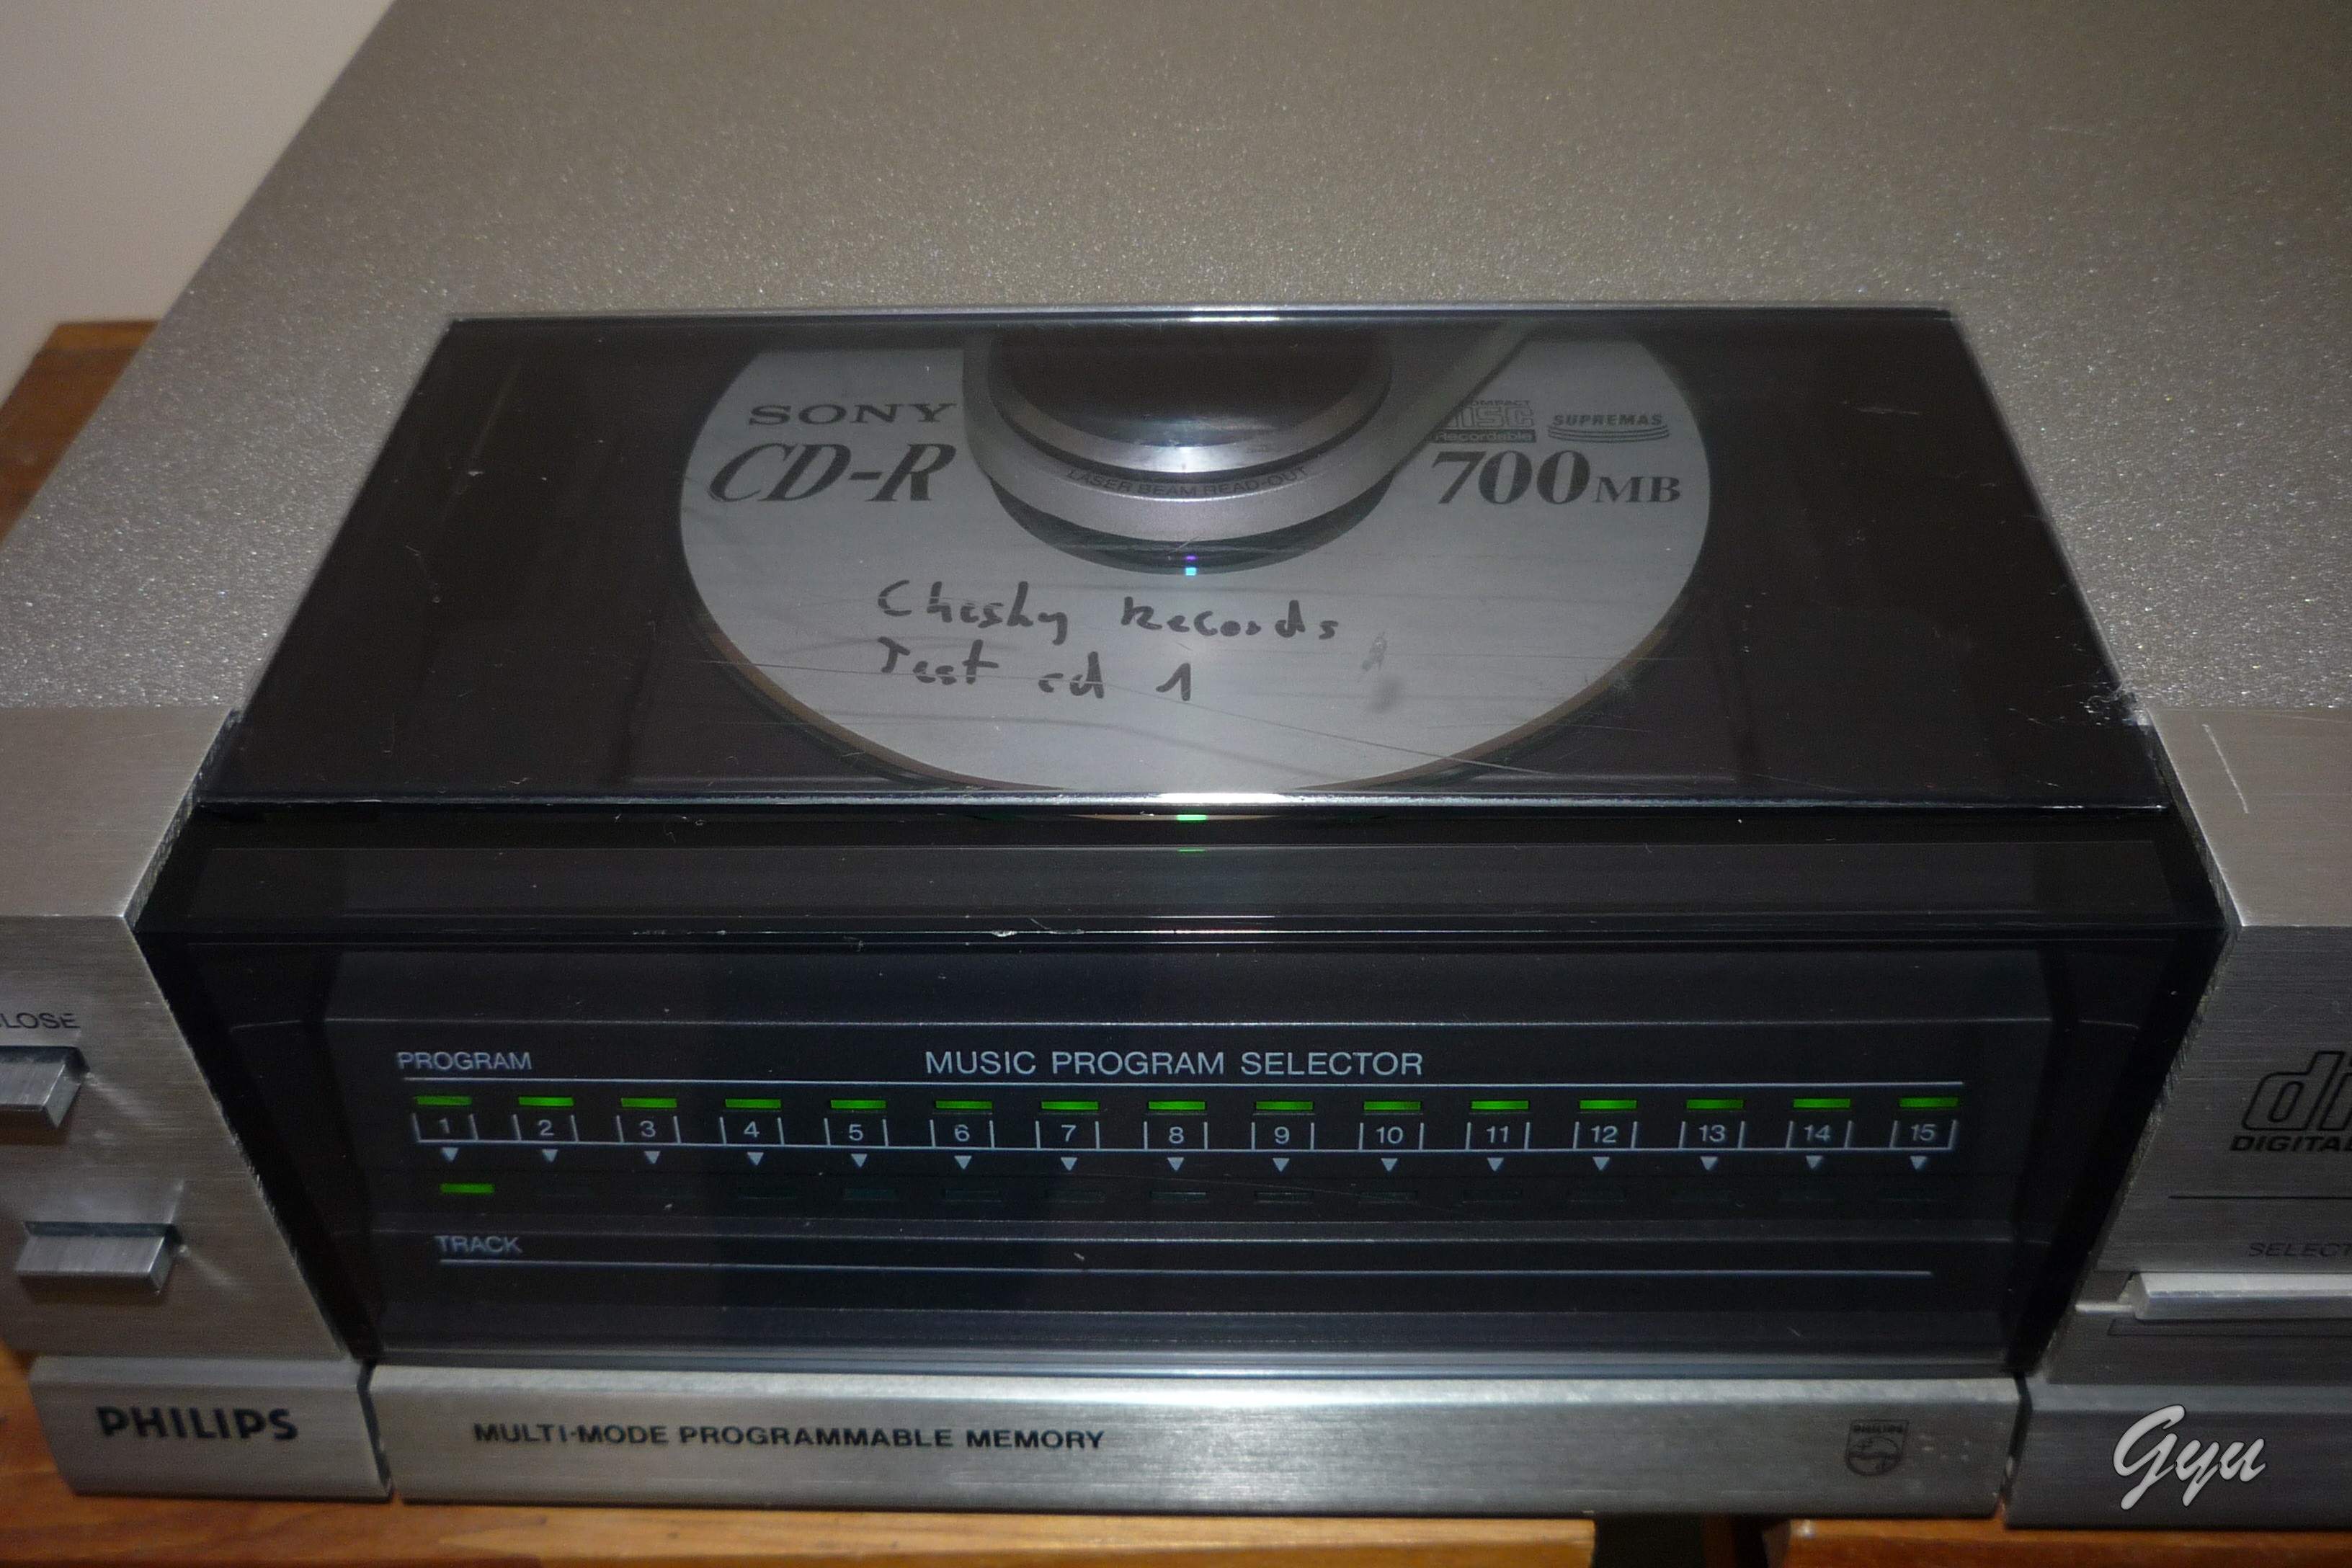 SONY
CD-R
LASER BEAM READ-OUT
COMPACT
DISC
Recordable
SUPREMAS
700MB
Chesky Records
Test cd 1
LOSE
PROGRAM
MUSIC PROGRAM SELECTOR
1 2 3 4 5 6 7 8 9 10 11 12 13 14 15
TRACK
di
DIGITAL
SELECT
PHILIPS
MULTI-MODE PROGRAMMABLE MEMORY
PHILIPS
Gyu